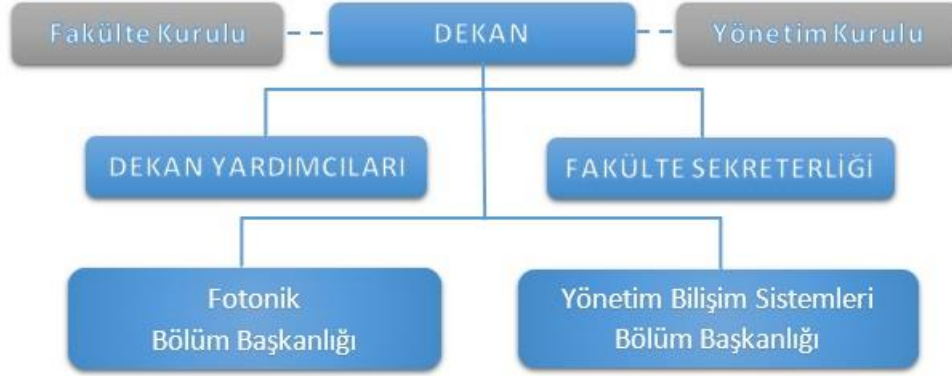 Fakülte Kurulu
DEKAN
Yönetim Kurulu
DEKAN YARDIMCILARI
FAKÜLTE SEKRETERLİĞİ
Fotonik
Bölüm Başkanlığı
Yönetim Bilişim Sistemleri
Bölüm Başkanlığı